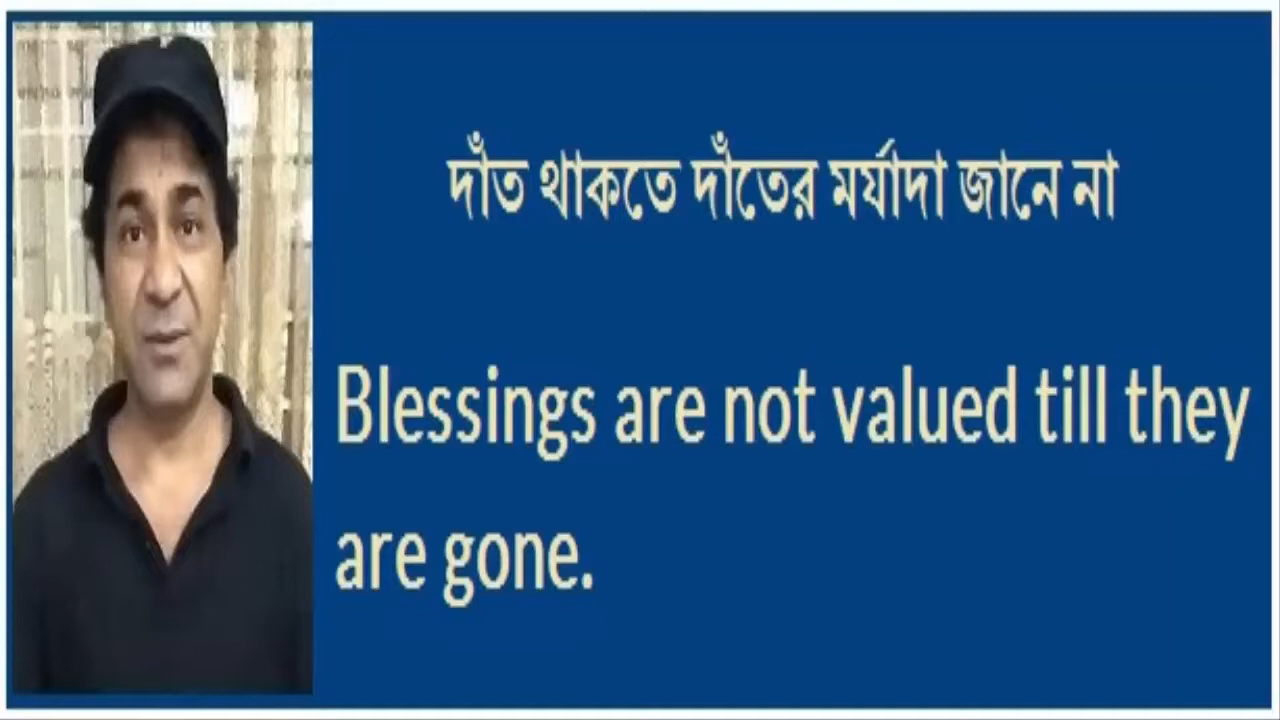 দাঁত থাকতে দাঁতের মর্যাদা জানে না
Blessings are not valued till they
are gone.